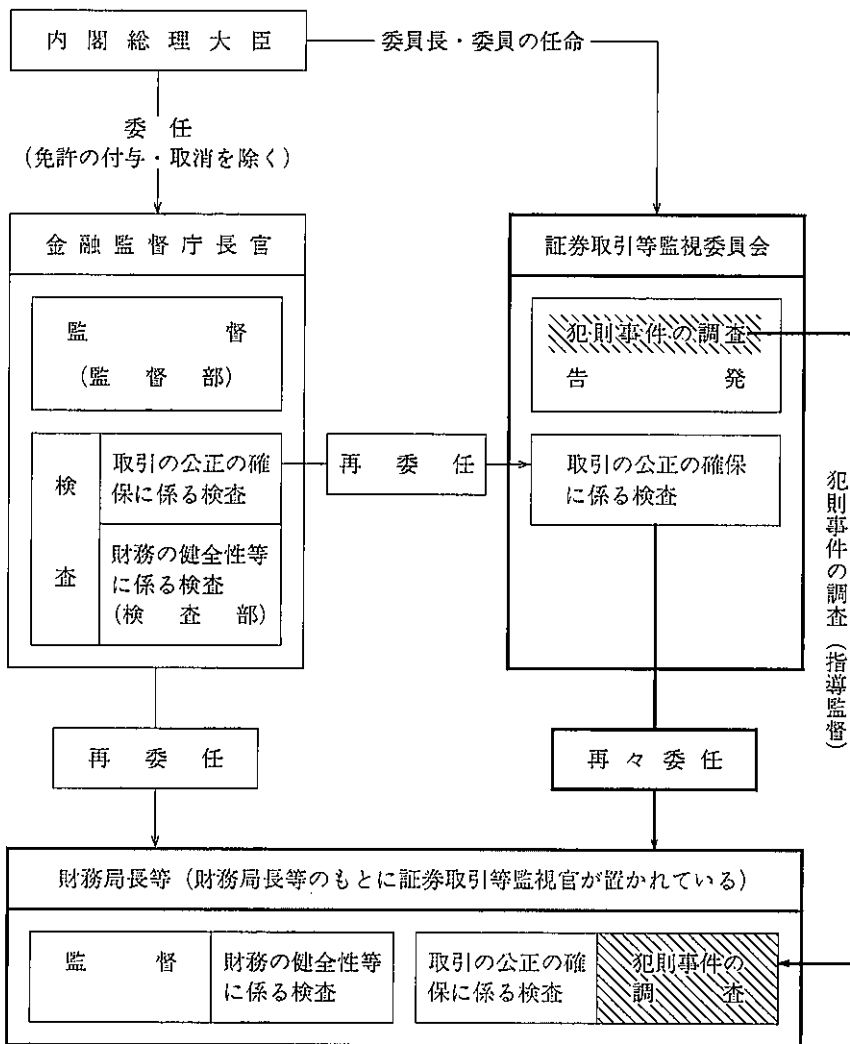 内閣総理大臣
委員長・委員の任命
委任
(免許の付与・取消を除く)
金融監督庁長官
監督
(監督部)
検査
取引の公正の確
保に係る検査
財務の健全性等
に係る検査
(検査部)
再委任
証券取引等監視委員会
犯則事件の調査
告発
取引の公正の確保
に係る検査
犯則事件の調査(指導監督)
再委任
再々委任
財務局長等(財務局長等のもとに証券取引等監視官が置かれている)
監督
財務の健全性等
に係る検査
取引の公正の確
保に係る検査
犯則事件の
調査